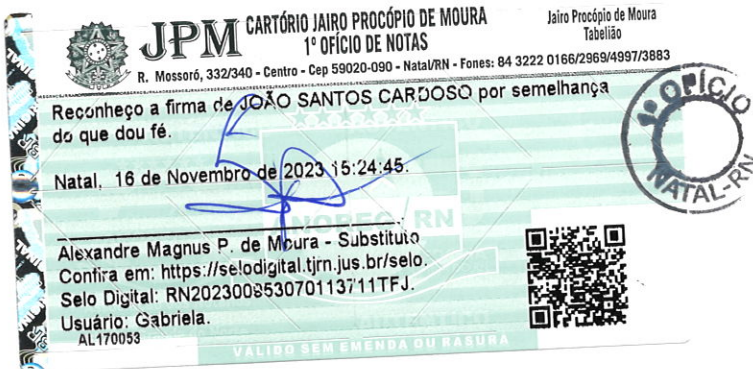 JPM CARTÓRIO JAIRO PROCÓPIO DE MOURA
1º OFÍCIO DE NOTAS
Jairo Procópio de Moura
Tabelião
R. Mossoró, 332/340 - Centro - Cep 59020-090 - Natal/RN - Fones: 84 3222 0166/2969/4997/3883
Reconheço a firma de JOÃO SANTOS CARDOSO por semelhança
do que dou fé.
Natal, 16 de Novembro de 2023 15:24:45.
Alexandre Magnus P. de Moura - Substituto
Confira em: https://selodigital.tjrn.jus.br/selo.
Selo Digital: RN202300953070113711TFJ.
Usuário: Gabriela.
AL170053
VÁLIDO SEM EMENDA OU RASURA
1º OFÍCIO
NATAL-RN
NOREG/RN